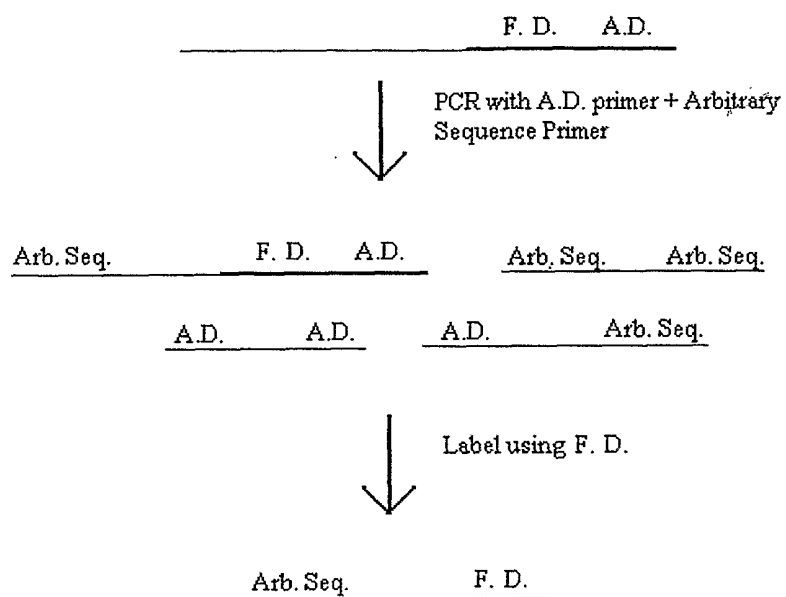 F. D. A.D.
PCR with A.D. primer + Arbitrary
Sequence Primer
Arb. Seq. F. D. A.D. Arb. Seq. Arb. Seq.
A.D. A.D. A.D. Arb. Seq.
Label using F. D.
Arb. Seq. F. D.